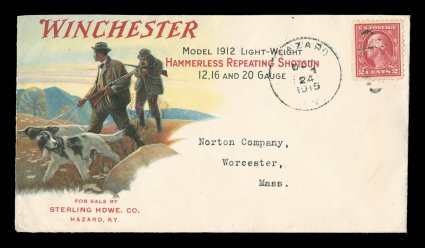 WINCHESTER
MODEL 1912 LIGHT-WEIGHT
HAMMERLESS REPEATING SHOTGUN
12, 16 AND 20 GAUGE
U.S. POSTAGE
2 CENTS 2
ZARD
24
1915
Norton Company,
Worcester,
Mass.
FOR SALE BY
STERLING HDWE. CO.
HAZARD, KY.